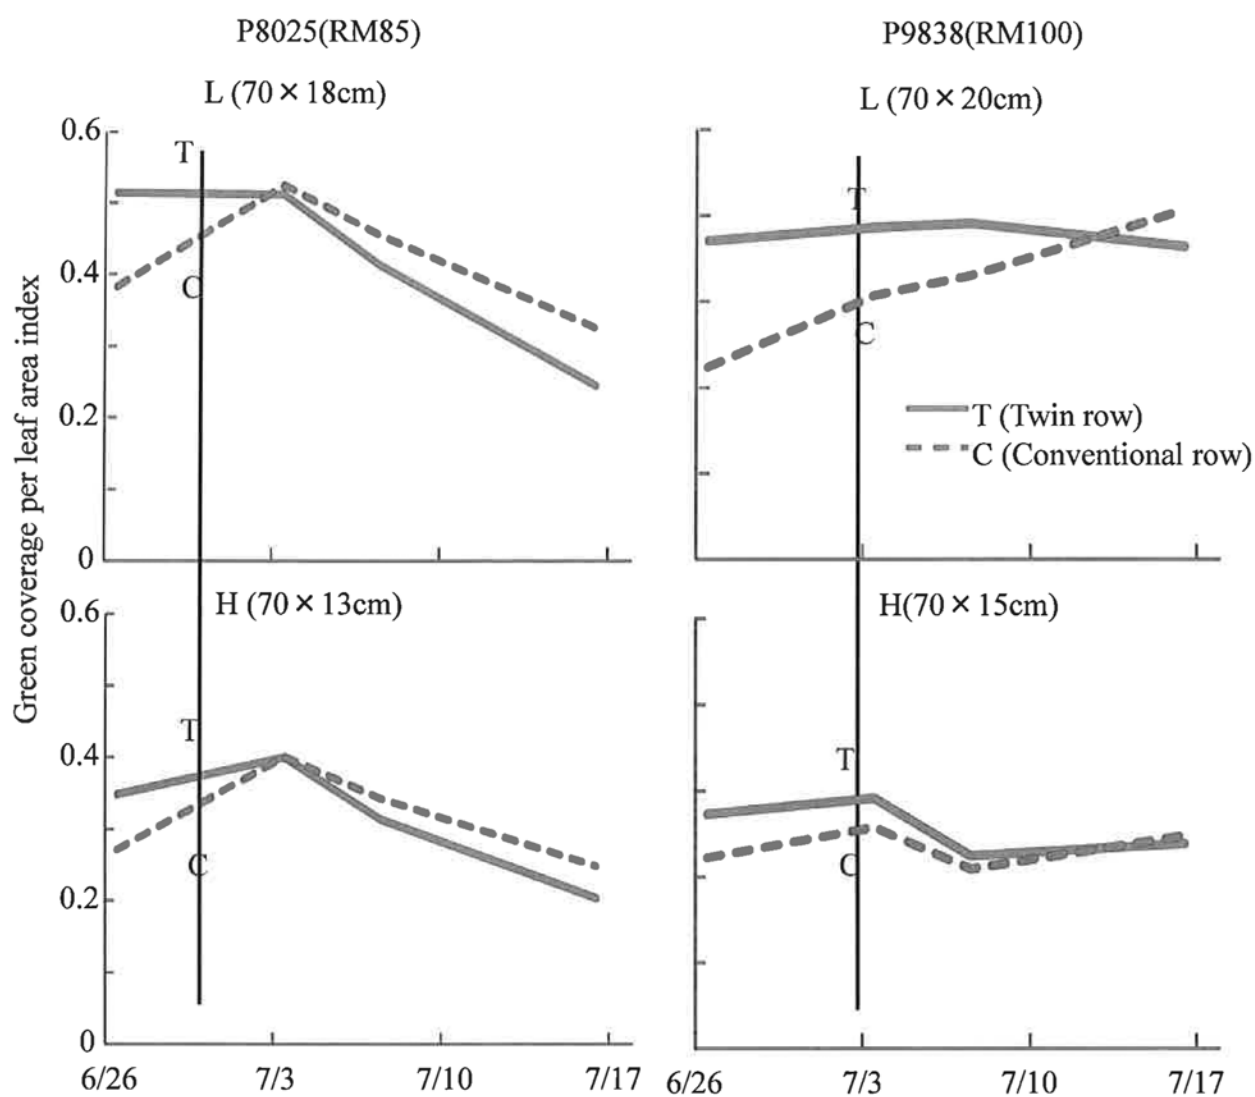 P8025(RM85)
P9838(RM100)
L (70×18cm)
L (70×20cm)
Green coverage per leaf area index
0.6
0.4
0.2
0
T
C
T
C
T (Twin row)
C (Conventional row)
H (70×13cm)
H(70×15cm)
0.6
0.4
0.2
0
T
C
T
C
6/26
7/3
7/10
7/17
6/26
7/3
7/10
7/17